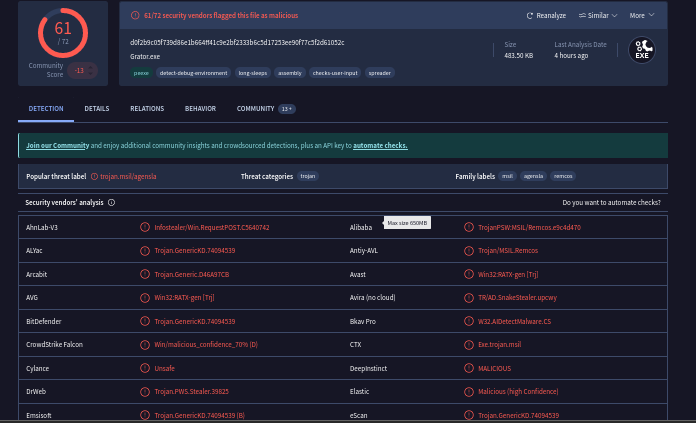 61
/ 72
Community
Score
-13
61/72 security vendors flagged this file as malicious
Reanalyze
Similar
More
d0f2b9c05f739d86e1b664ff41c9e2bf2333b6c5d17253ee90f77c5f2d61052c
Grator.exe
Size
483.50 KB
Last Analysis Date
4 hours ago
EXE
peexe
detect-debug-environment
long-sleeps
assembly
checks-user-input
spreader
DETECTION
DETAILS
RELATIONS
BEHAVIOR
COMMUNITY 13 +
Join our Community and enjoy additional community insights and crowdsourced detections, plus an API key to automate checks.
Popular threat label trojan.msil/agensla
Threat categories trojan
Family labels msil agensla remcos
Security vendors' analysis
Do you want to automate checks?
Max size 650MB
AhnLab-V3 Infostealer/Win.RequestPOST.C5640742
Alibaba TrojanPSW:MSIL/Remcos.e9c4d470
ALYac Trojan.GenericKD.74094539
Antiy-AVL Trojan/MSIL.Remcos
Arcabit Trojan.Generic.D46A97CB
Avast Win32:RATX-gen [Trj]
AVG Win32:RATX-gen [Trj]
Avira (no cloud) TR/AD.SnakeStealer.upcwy
BitDefender Trojan.GenericKD.74094539
Bkav Pro W32.AIDetectMalware.CS
CrowdStrike Falcon Win/malicious_confidence_70% (D)
CTX Exe.trojan.msil
Cylance Unsafe
DeepInstinct MALICIOUS
DrWeb Trojan.PWS.Stealer.39825
Elastic Malicious (high Confidence)
Emsisoft Trojan.GenericKD.74094539 (B)
eScan Trojan.GenericKD.74094539